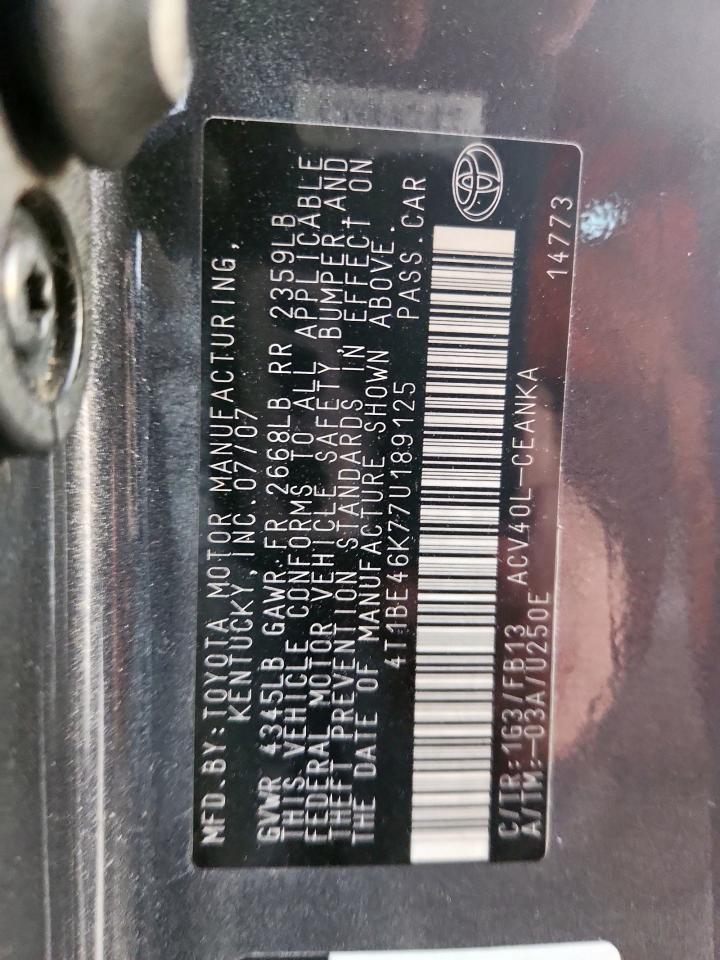 MFD.BY:TOYOTA MOTOR MANUFACTURING,
KENTUCKY, INC.07/07
GVWR 4345LB GAWR.FR 2668LB RR 2359LB
THIS VEHICLE CONFORMS TO ALL APPLICABLE
FEDERAL MOTOR VEHICLE SAFETY, BUMPER AND
THEFT PREVENTION STANDARDS IN EFFECT ON
THE DATE OF MANUFACTURE SHOWN ABOVE.
4T1BE46K77U189125 PASS.CAR
C/TR:1G3/FB13 ACV40L-CEANKA
A/TM:-03A/U250E 14773